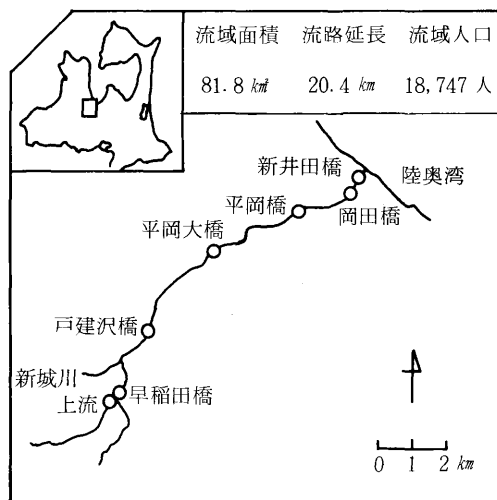 流域面積 流路延長 流域人口
81.8 km² 20.4 km 18,747 人
新井田橋
陸奥湾
平岡橋
岡田橋
平岡大橋
戸建沢橋
新城川
上流
早稲田橋
0 1 2 km